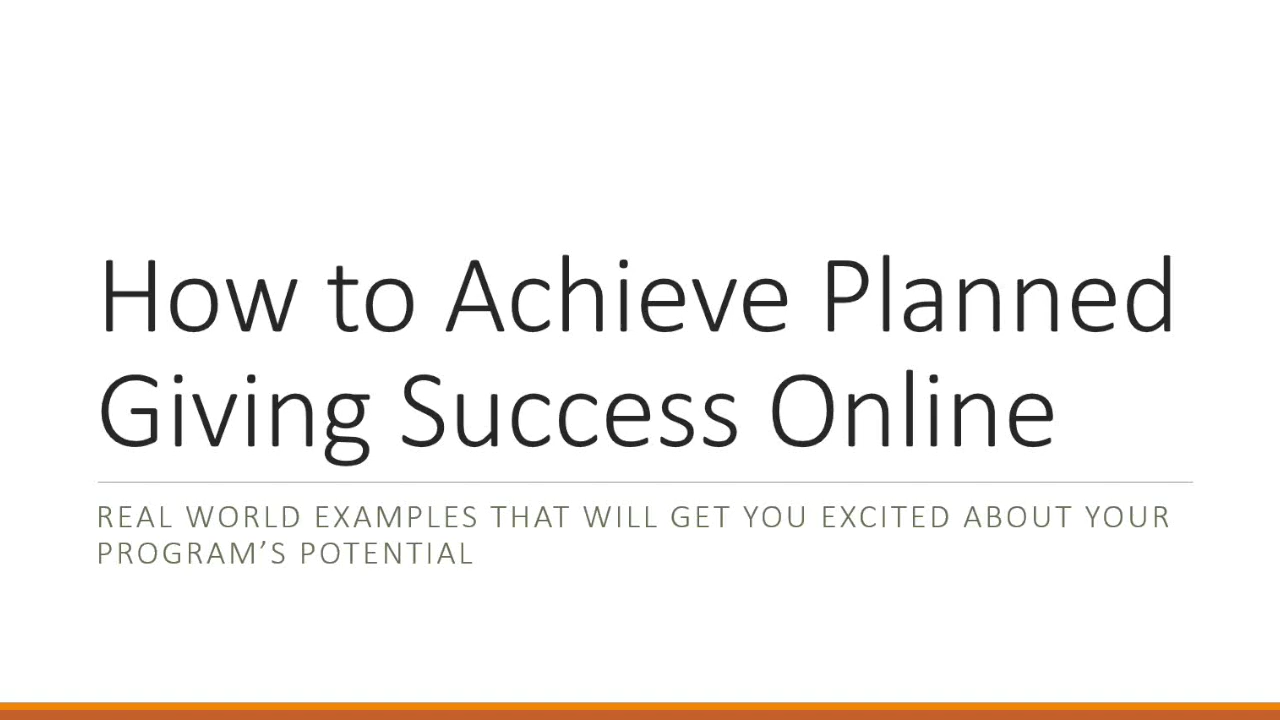 How to Achieve Planned
Giving Success Online
REAL WORLD EXAMPLES THAT WILL GET YOU EXCITED ABOUT YOUR
PROGRAM’S POTENTIAL